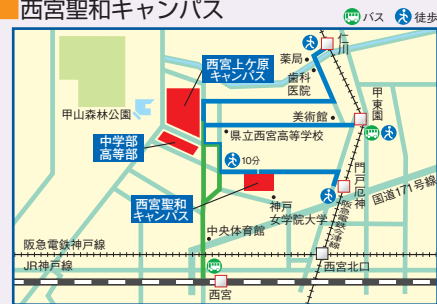 西宮聖和キャンパス
バス 徒歩
仁川
薬局
歯科
医院
西宮上ケ原
キャンパス
甲東園
甲山森林公園
美術館
県立西宮高等学校
中学部
高等部
10分
門戸厄神
国道171号線
西宮聖和
キャンパス
神戸
女学院大学
阪急電鉄今津線
中央体育館
阪急電鉄神戸線
西宮北口
JR神戸線
西宮